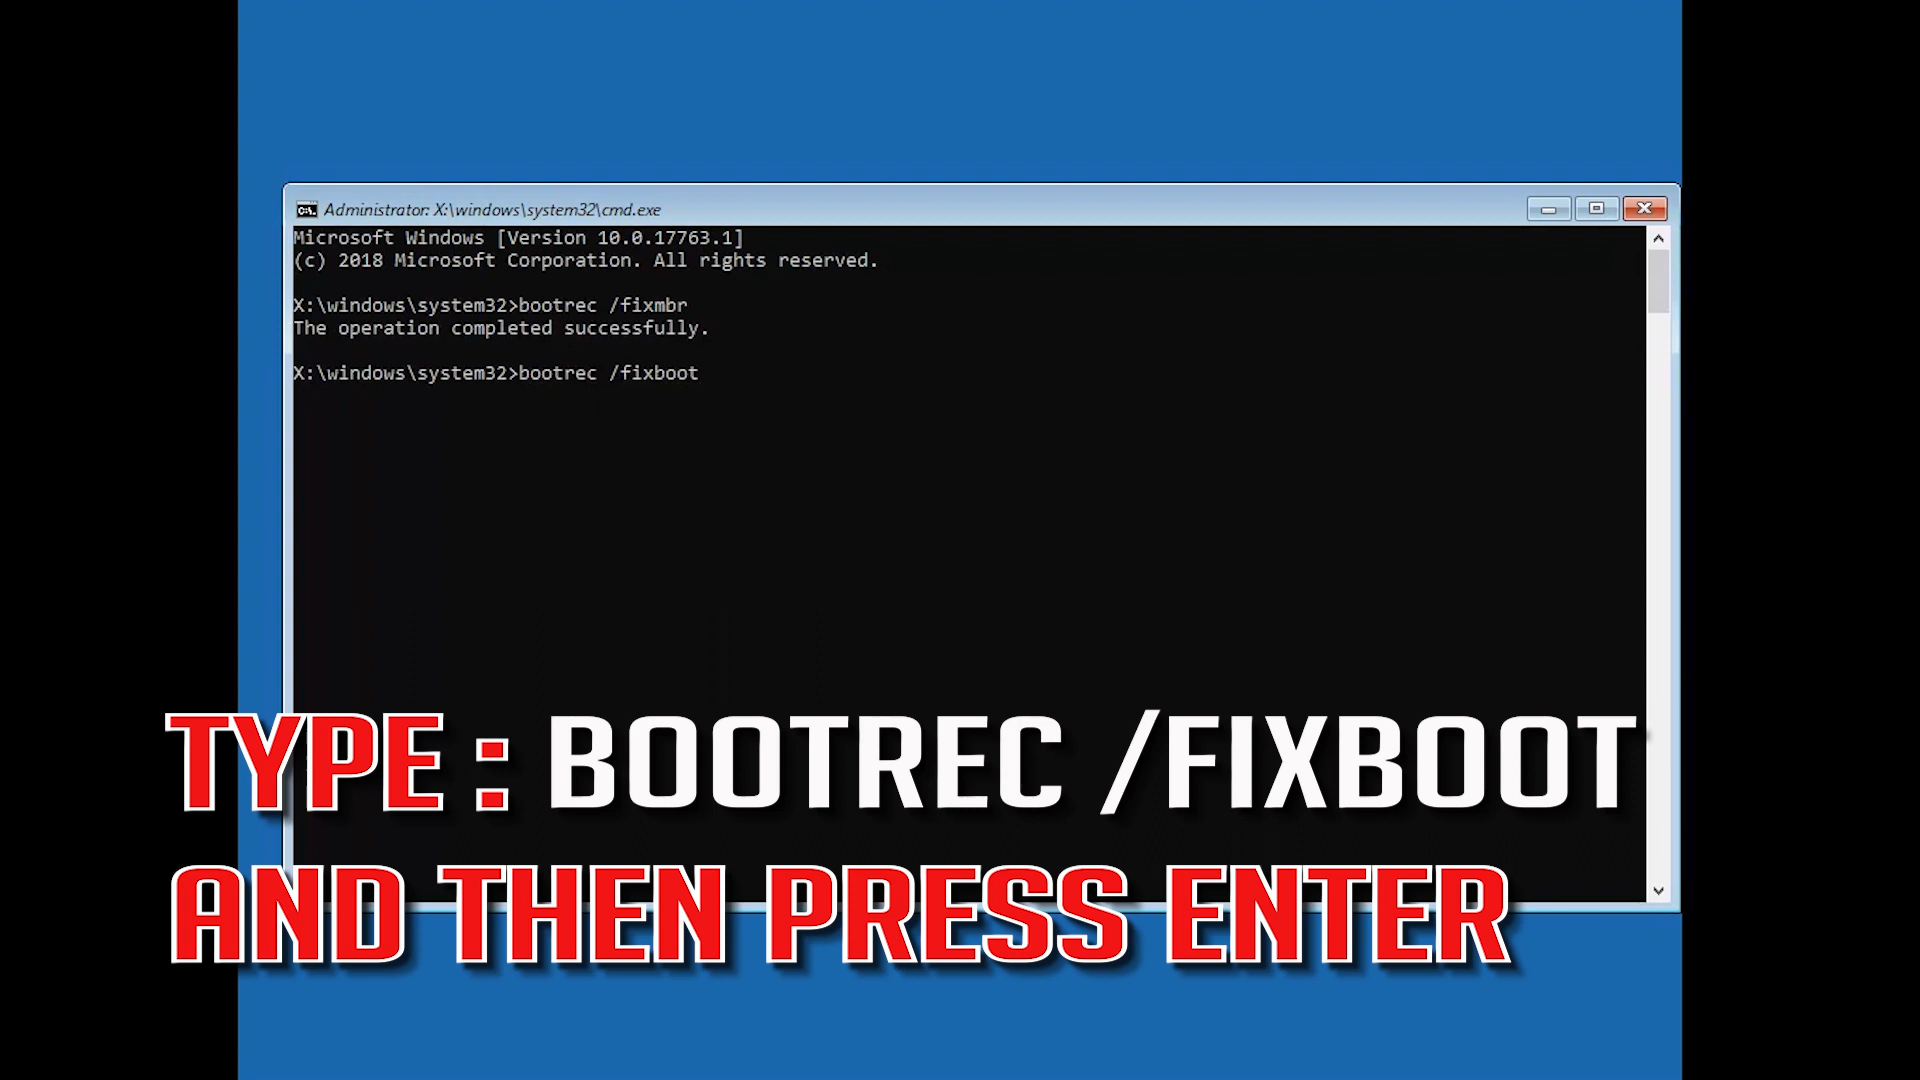 Administrator: X:\windows\system32\cmd.exe
Microsoft Windows [Version 10.0.17763.1]
(c) 2018 Microsoft Corporation. All rights reserved.
X:\windows\system32>bootrec /fixmbr
The operation completed successfully.
X:\windows\system32>bootrec /fixboot
TYPE : BOOTREC /FIXBOOT
AND THEN PRESS ENTER